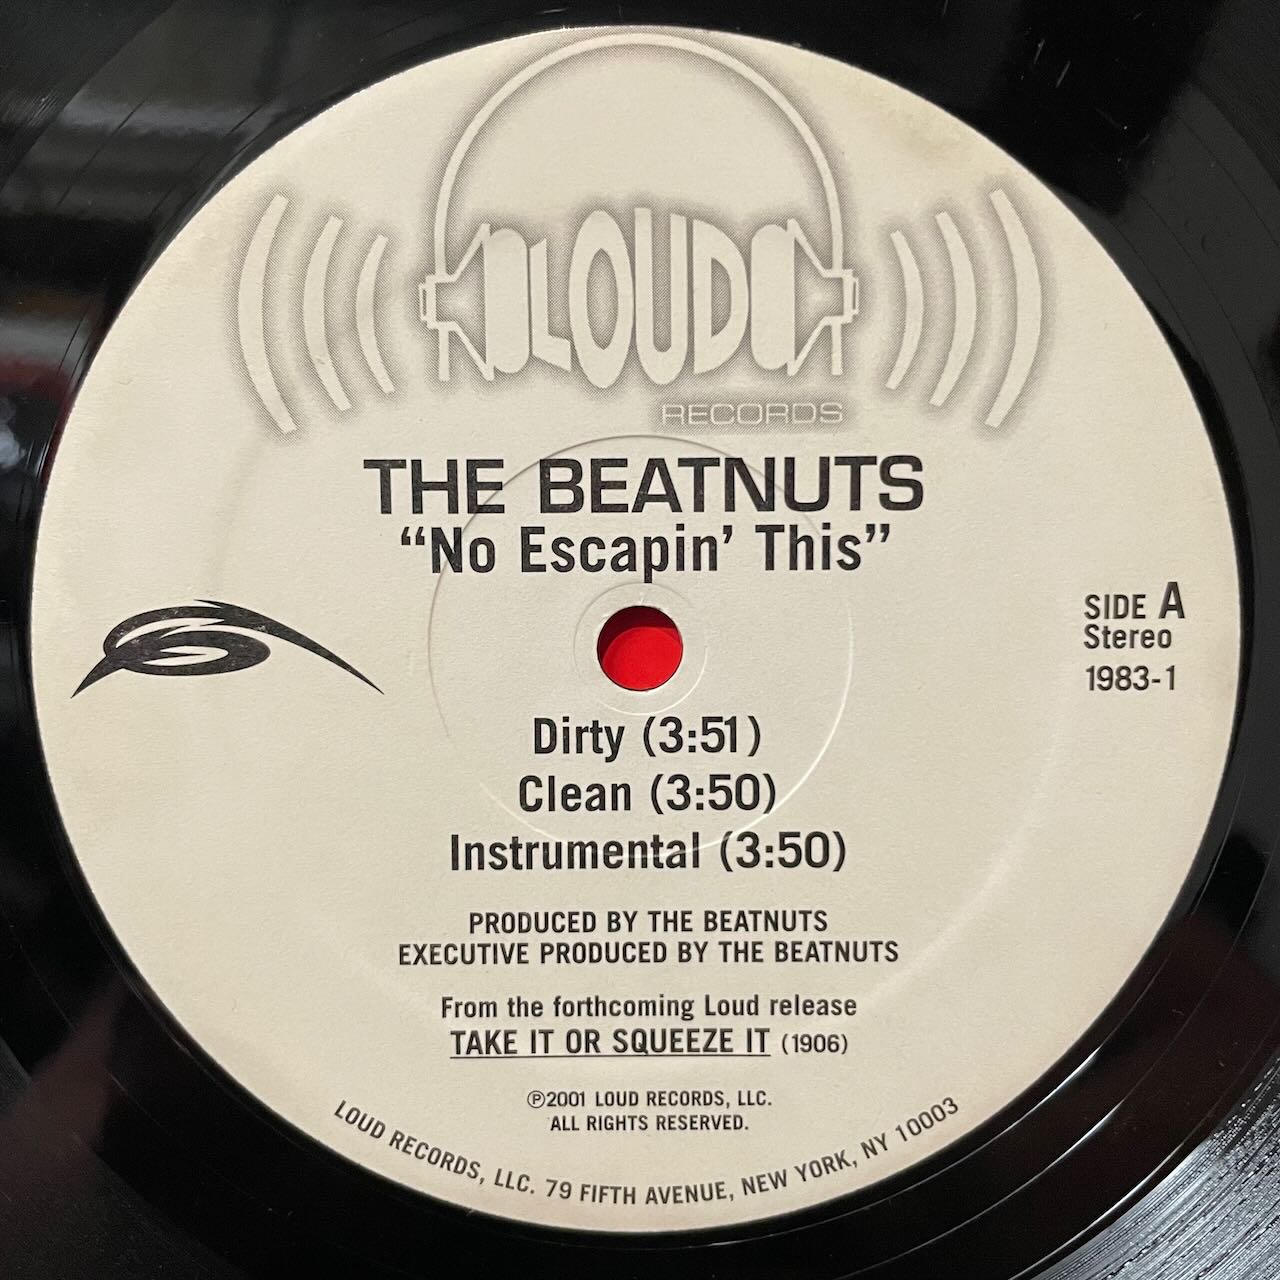 LOUD
RECORDS
THE BEATNUTS
“No Escapin’ This”
SIDE A
Stereo
1983-1
Dirty (3:51)
Clean (3:50)
Instrumental (3:50)
PRODUCED BY THE BEATNUTS
EXECUTIVE PRODUCED BY THE BEATNUTS
From the forthcoming Loud release
TAKE IT OR SQUEEZE IT (1906)
℗2001 LOUD RECORDS, LLC.
ALL RIGHTS RESERVED.
LOUD RECORDS, LLC. 79 FIFTH AVENUE, NEW YORK, NY 10003